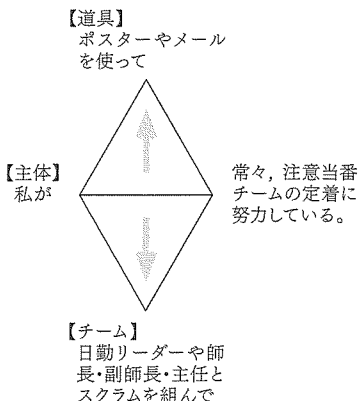 【道具】
ポスターやメール
を使って
【主体】
私が
常々，注意当番
チームの定着に
努力している。
【チーム】
日勤リーダーや師
長・副師長・主任と
スクラムを組んで